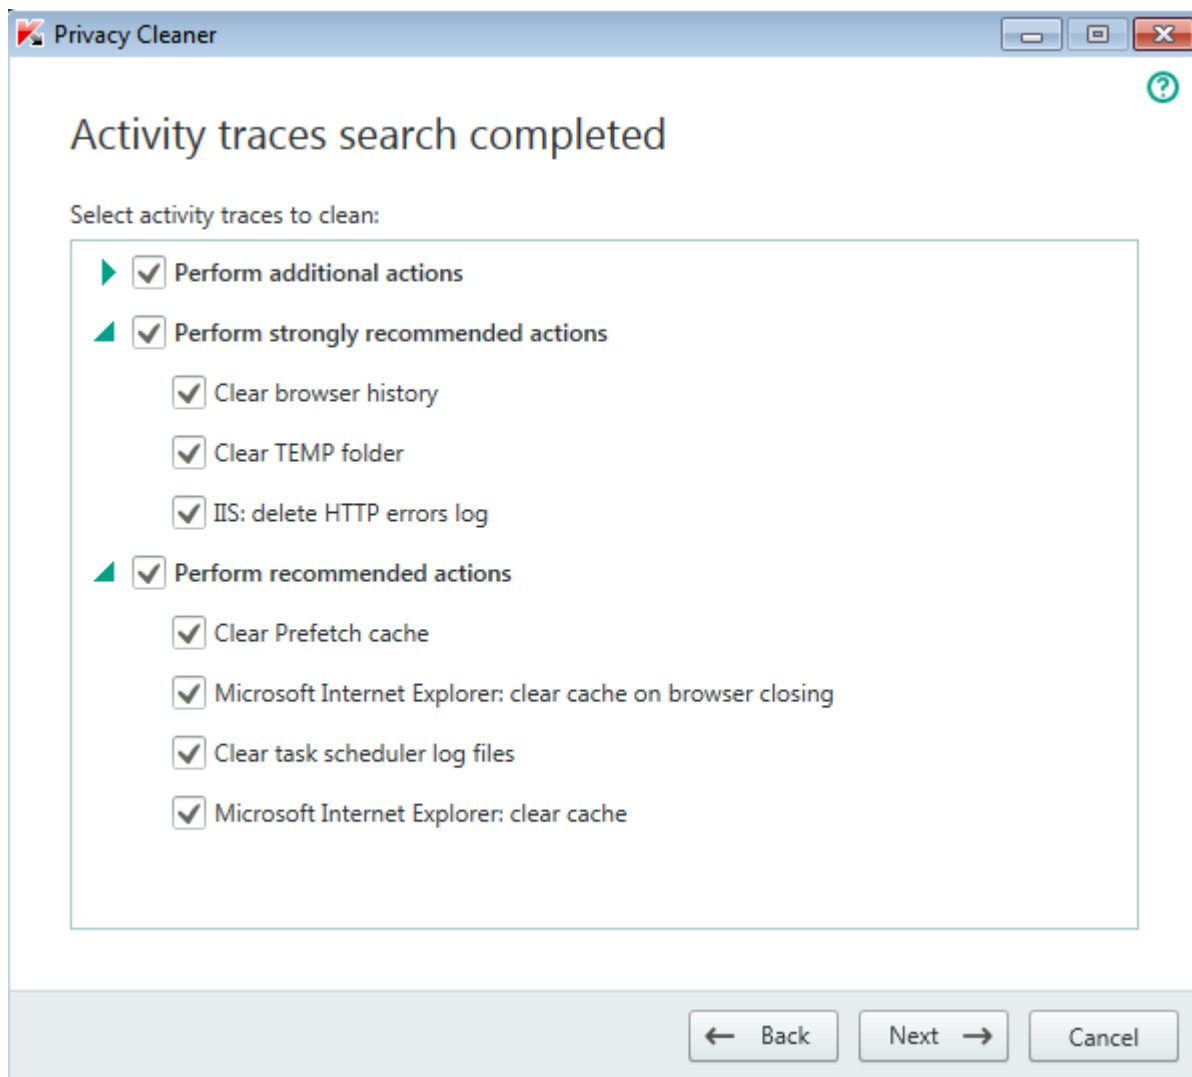 Privacy Cleaner
Activity traces search completed
Select activity traces to clean:
Perform additional actions
Perform strongly recommended actions
Clear browser history
Clear TEMP folder
IIS: delete HTTP errors log
Perform recommended actions
Clear Prefetch cache
Microsoft Internet Explorer: clear cache on browser closing
Clear task scheduler log files
Microsoft Internet Explorer: clear cache
Back Next Cancel